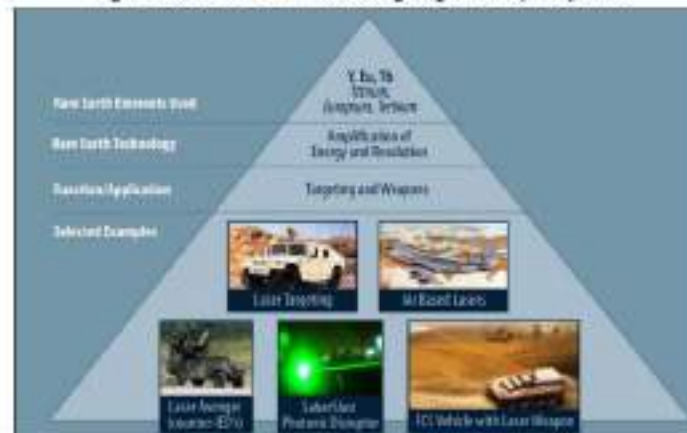 Rare Earth Elements Used
Y, Eu, Tb
Yttrium,
Europium, Terbium
Rare Earth Technology
Amplification of
Energy and Resolution
Function/Application
Targeting and Weapons
Selected Examples
Laser Targeting
Air Based Lasers
Laser Avenger
(counter-IEDs)
SaberShot
Photonic Disruptor
FCS Vehicle with Laser Weapon